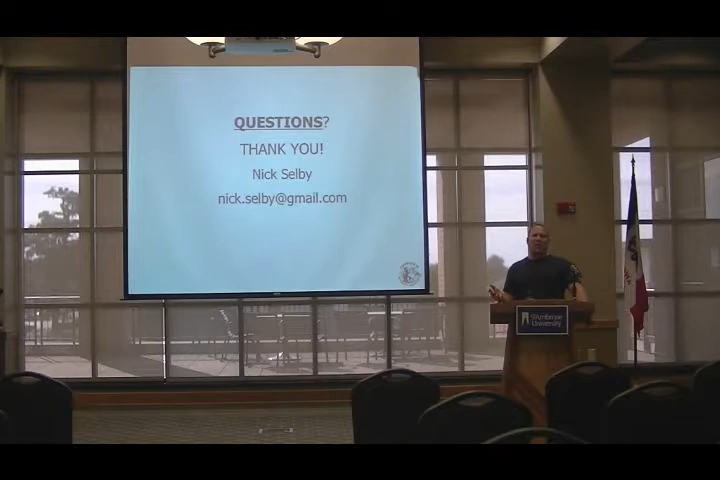 QUESTIONS?
THANK YOU!
Nick Selby
nick.selby@gmail.com
St. Ambrose
University